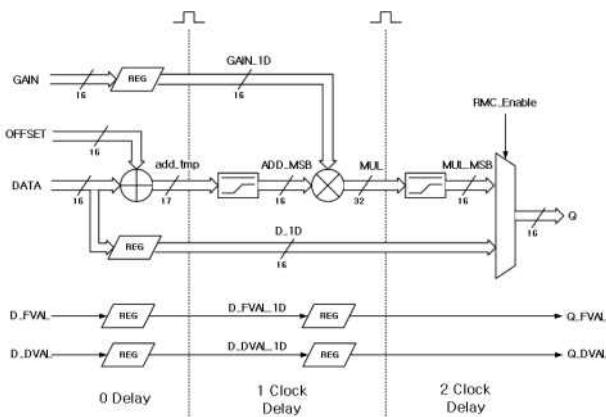 GAIN
16
REG
GAIN_1D
16
RMC_Enable
OFFSET
16
add_tmp
17
ADD_MSB
16
MUL
32
MUL_MSB
16
DATA
16
16
Q
REG
D_1D
16
D_FVAL
REG
D_FVAL_1D
REG
Q_FVAL
D_DVAL
REG
D_DVAL_1D
REG
Q_DVAL
0 Delay
1 Clock
Delay
2 Clock
Delay